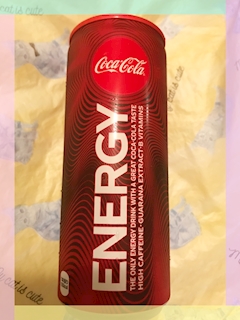 Coca-Cola
ENERGY
THE ONLY ENERGY DRINK WITH A GREAT COCA-COLA TASTE
HIGH CAFFEINE·GUARANA EXTRACT·B VITAMINS